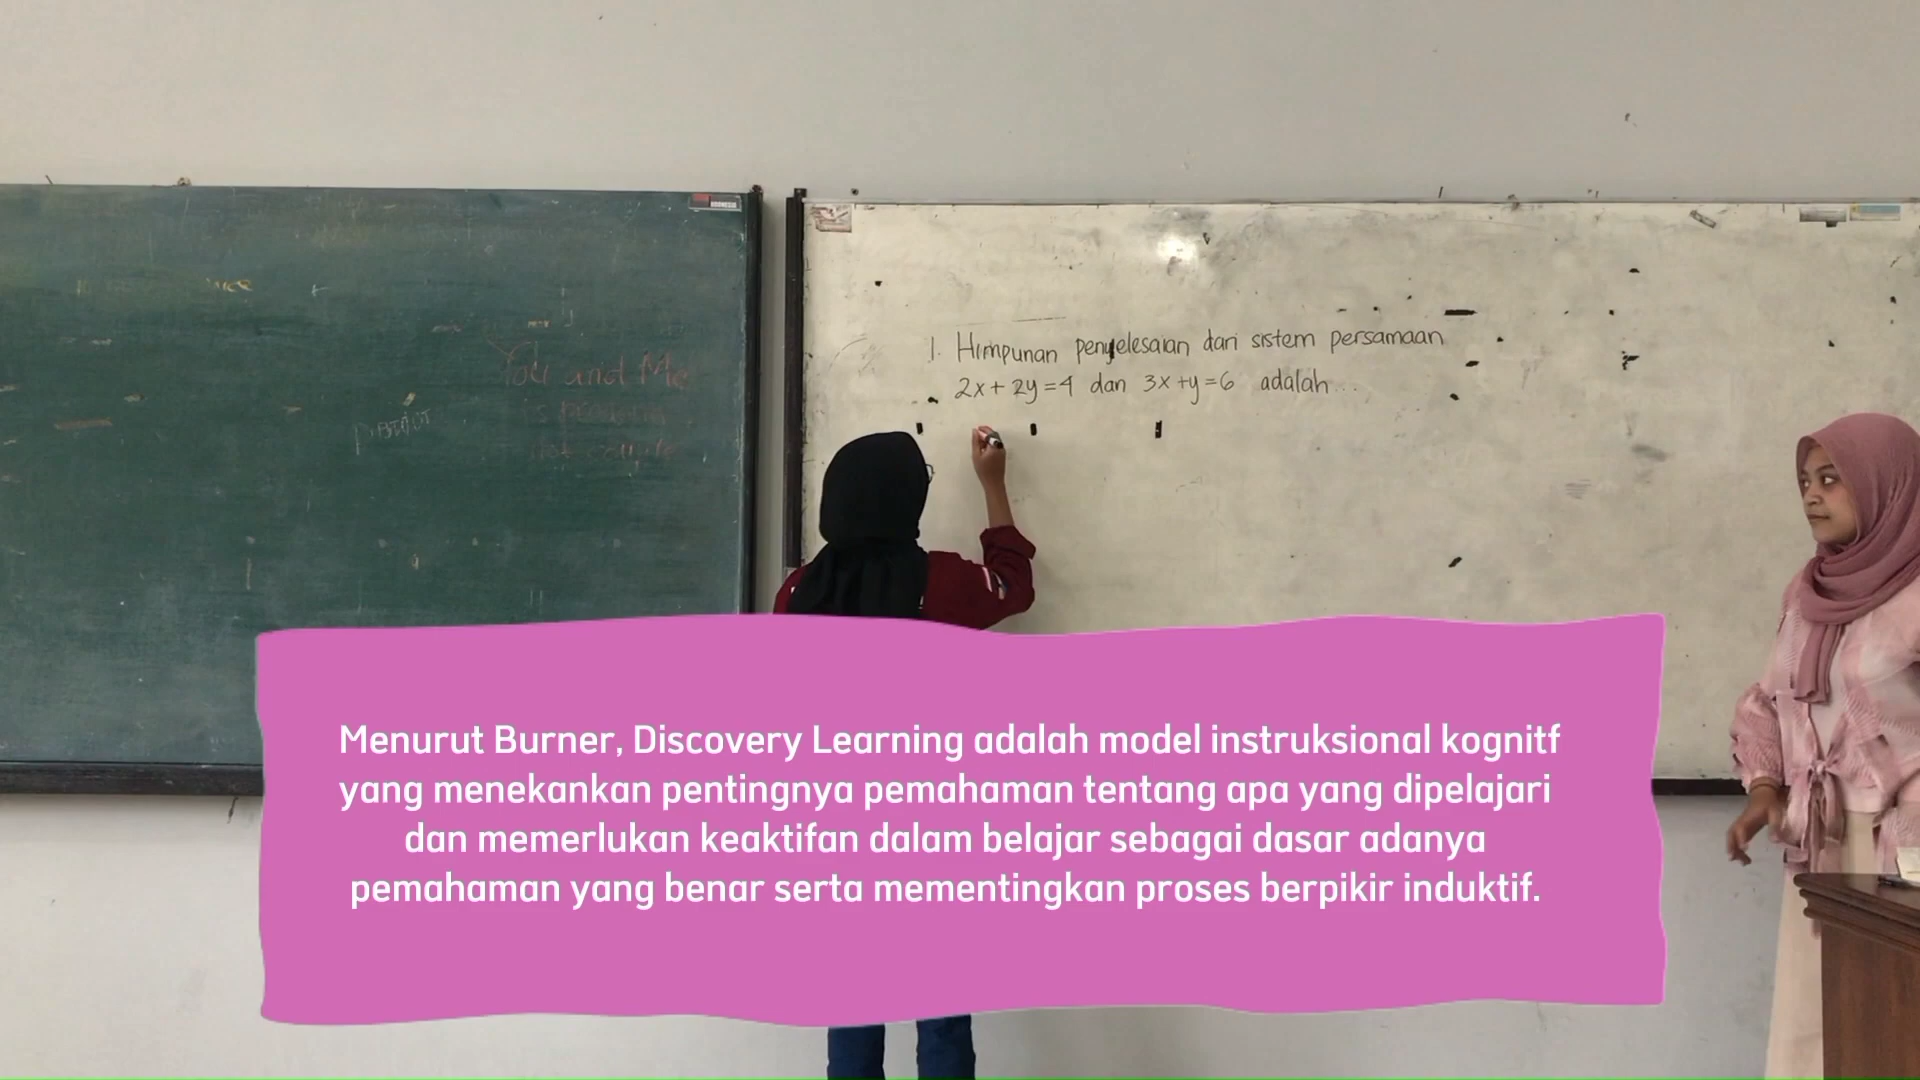 You and Me
1. Himpunan penyelesaian dari sistem persamaan
2x + 2y = 4 dan 3x + y = 6 adalah ...
Menurut Burner, Discovery Learning adalah model instruksional kognitf
yang menekankan pentingnya pemahaman tentang apa yang dipelajari
dan memerlukan keaktifan dalam belajar sebagai dasar adanya
pemahaman yang benar serta mementingkan proses berpikir induktif.